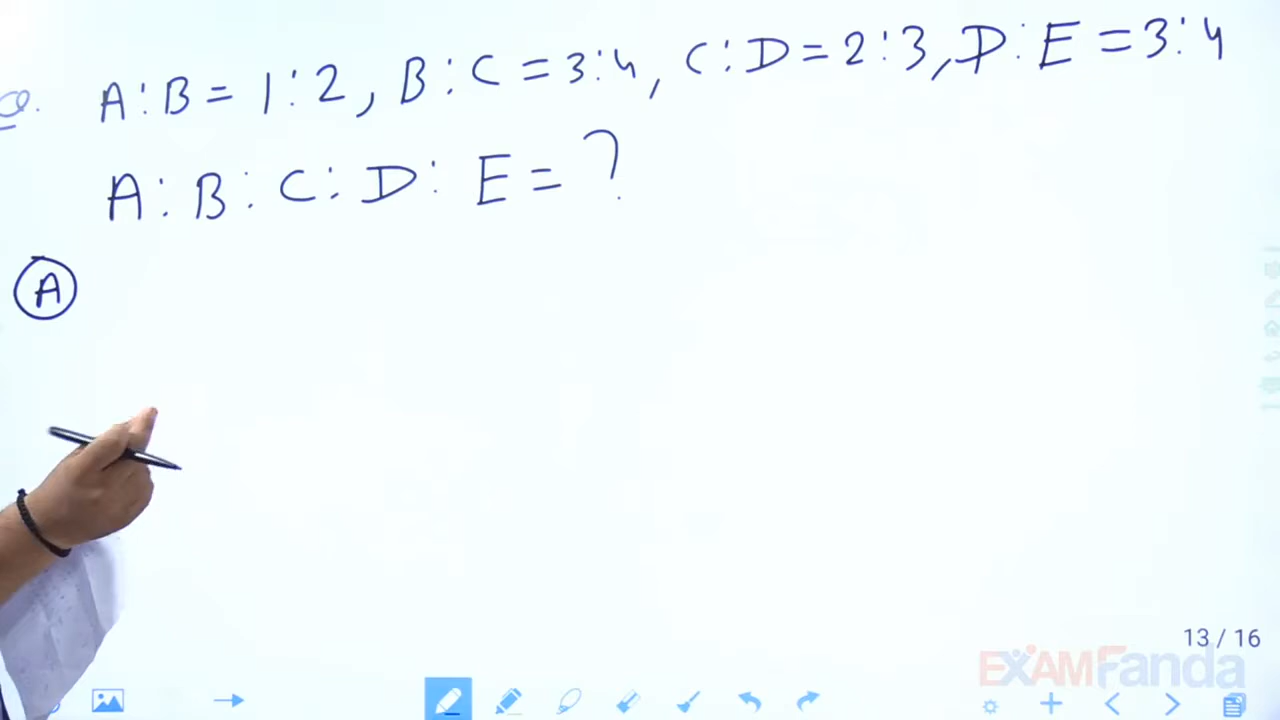 Q. A : B = 1 : 2 , B : C = 3 : 4 , C : D = 2 : 3 , D : E = 3 : 4
A : B : C : D : E = ?
A
13 / 16
EXAMFanda